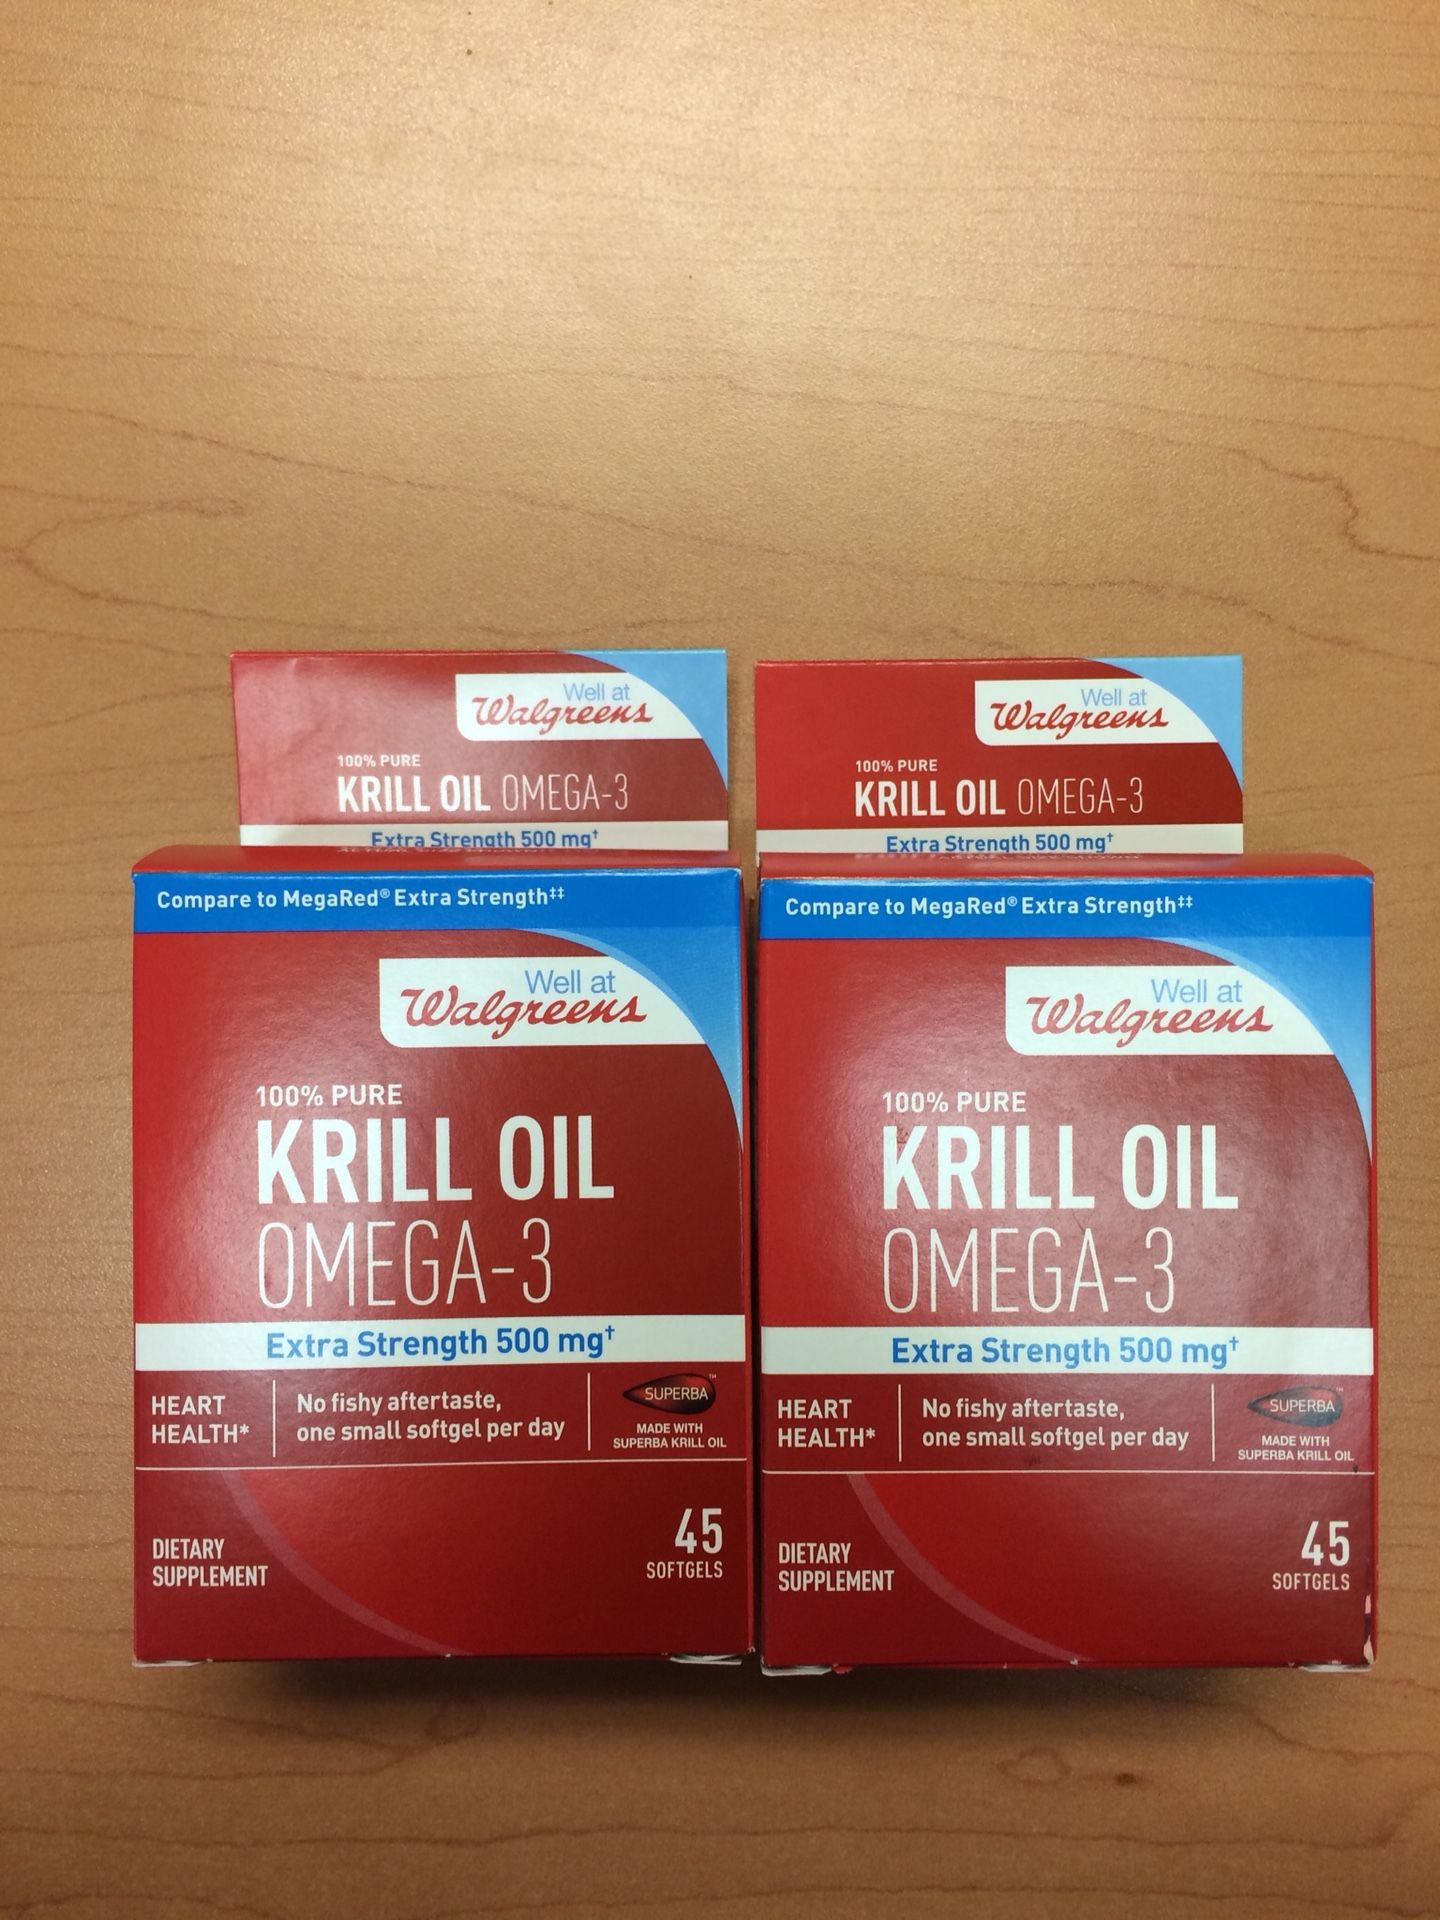 Well at
Walgreens
100% PURE
KRILL OIL OMEGA-3
Extra Strength 500 mg†
Compare to MegaRed® Extra Strength‡‡
Well at
Walgreens
100% PURE
KRILL OIL
OMEGA-3
Extra Strength 500 mg†
HEART
HEALTH*
No fishy aftertaste,
one small softgel per day
SUPERBA™
MADE WITH
SUPERBA KRILL OIL
DIETARY
SUPPLEMENT
45
SOFTGELS
Well at
Walgreens
100% PURE
KRILL OIL OMEGA-3
Extra Strength 500 mg†
Compare to MegaRed® Extra Strength‡‡
Well at
Walgreens
100% PURE
KRILL OIL
OMEGA-3
Extra Strength 500 mg†
HEART
HEALTH*
No fishy aftertaste,
one small softgel per day
SUPERBA™
MADE WITH
SUPERBA KRILL OIL
DIETARY
SUPPLEMENT
45
SOFTGELS